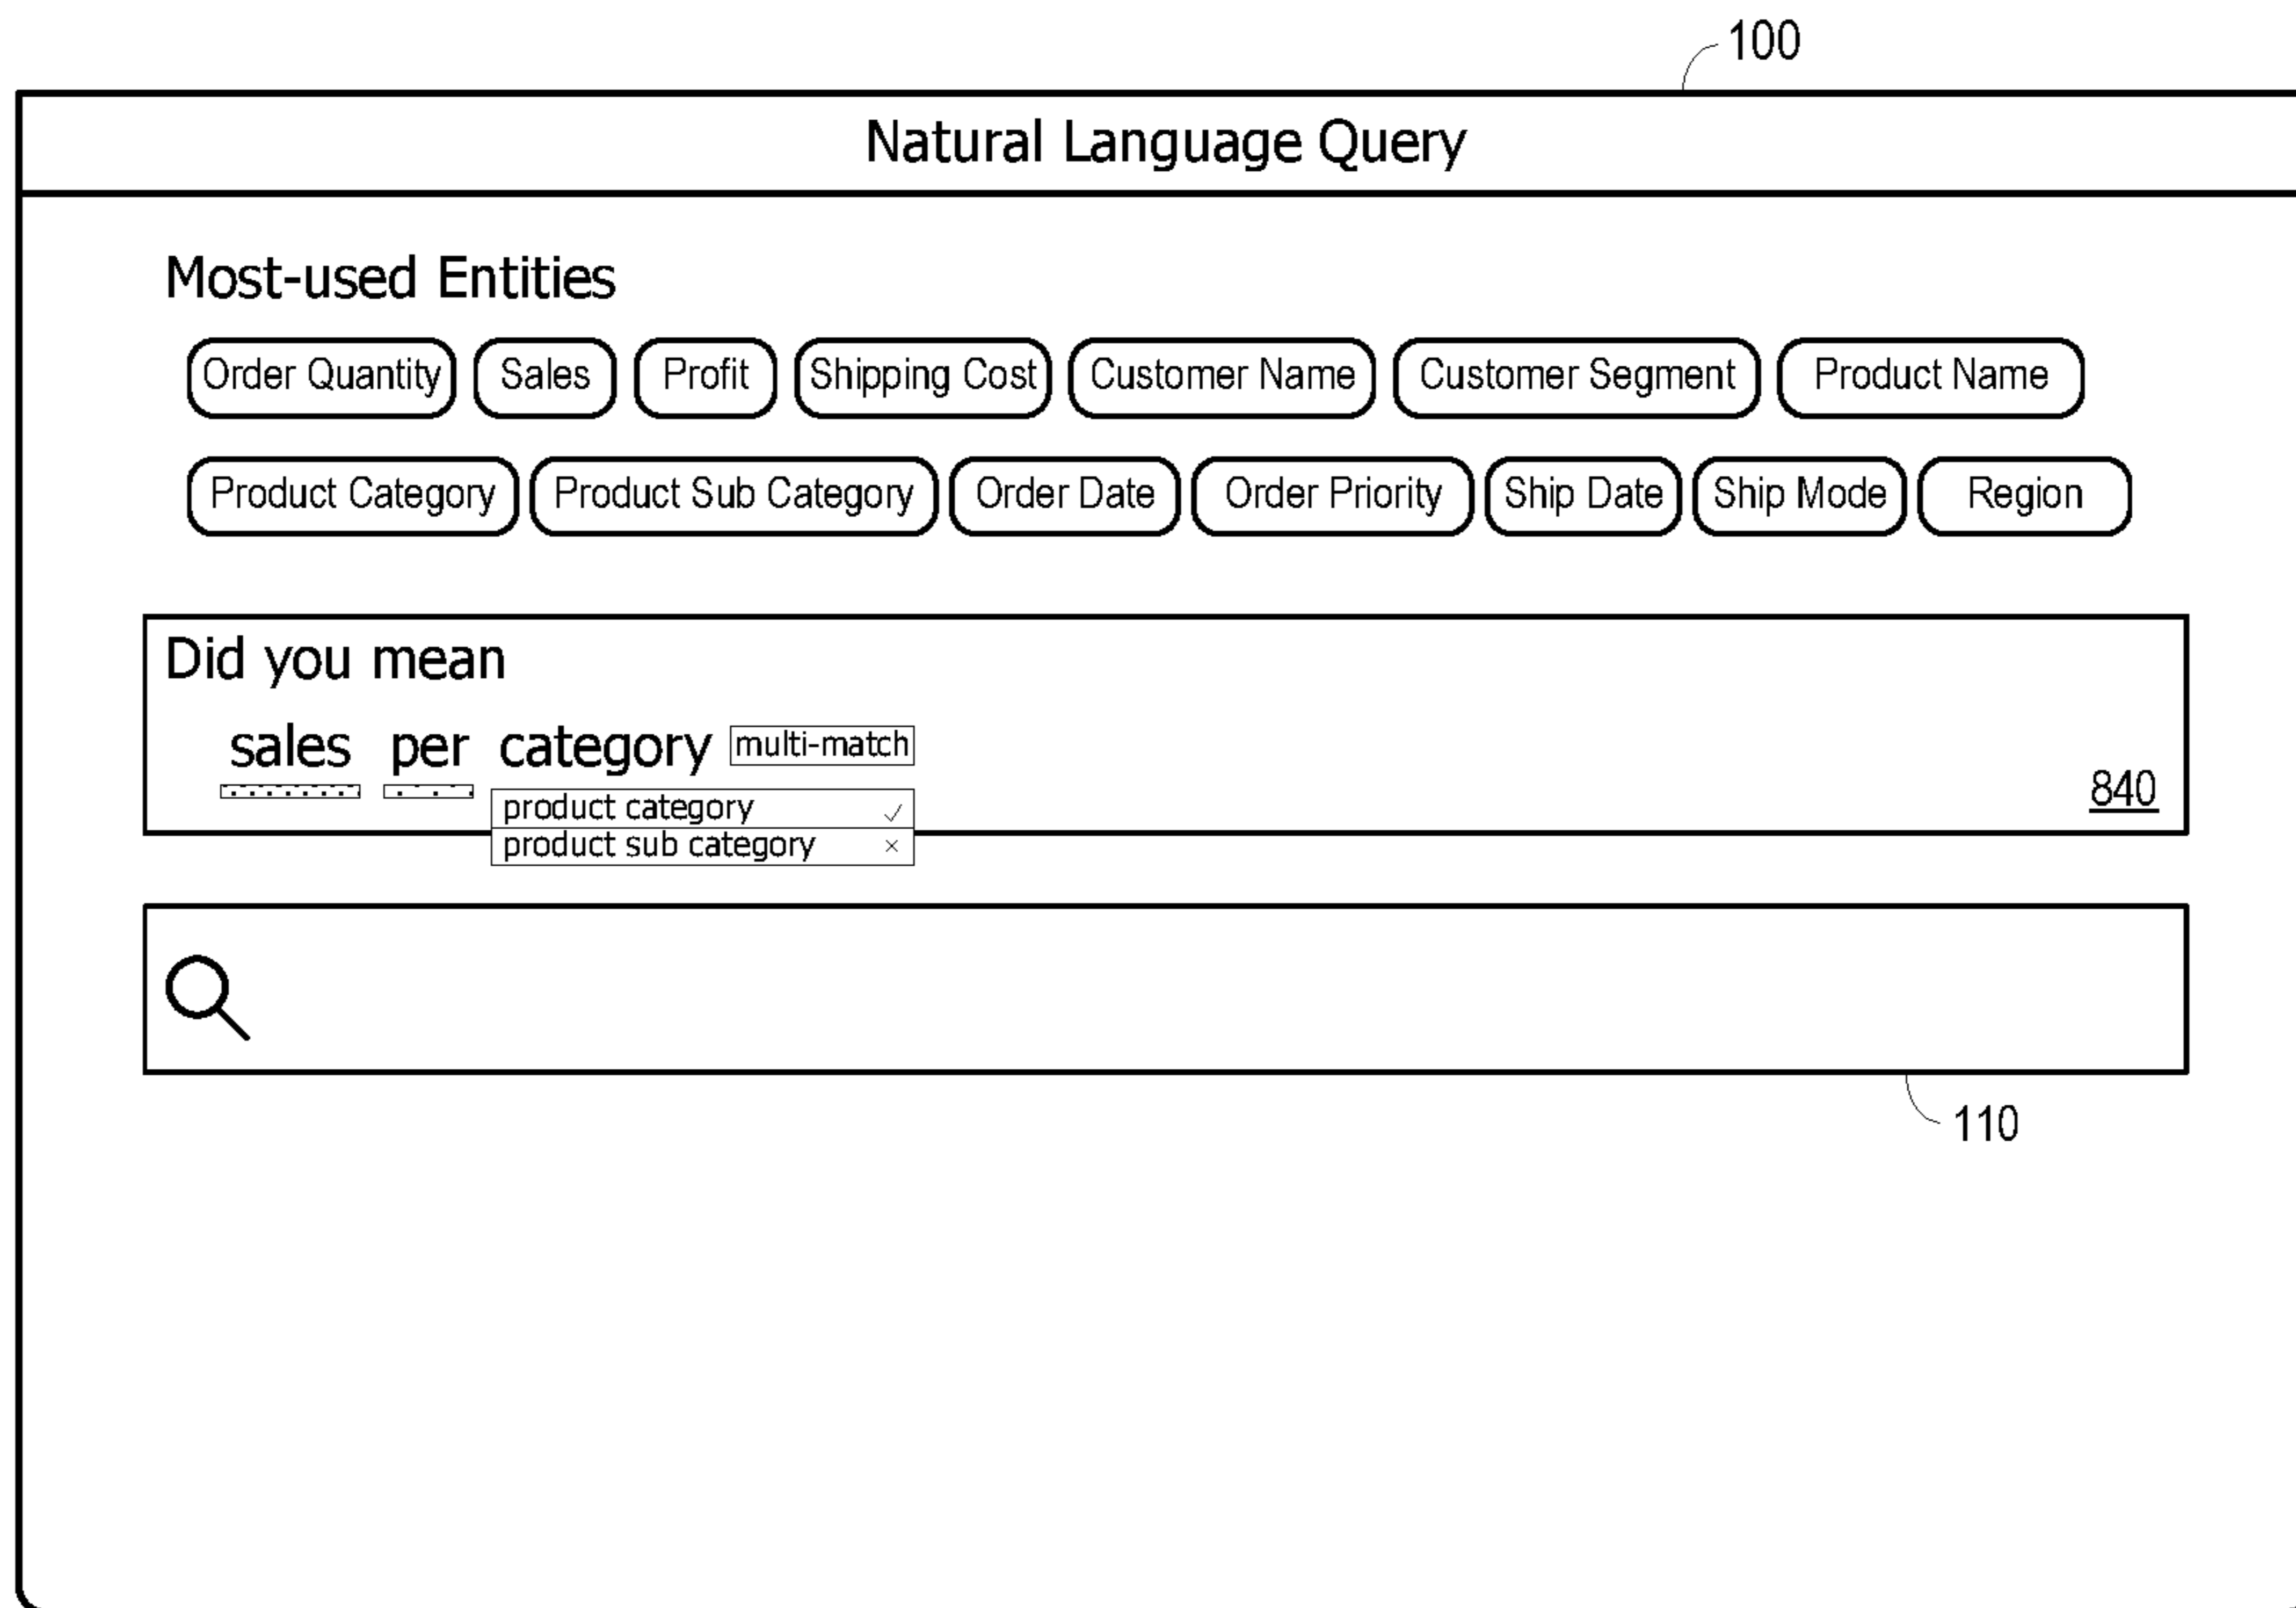 100
Natural Language Query
Most-used Entities
Order Quantity Sales Profit Shipping Cost Customer Name Customer Segment Product Name
Product Category Product Sub Category Order Date Order Priority Ship Date Ship Mode Region
Did you mean
sales per category multi-match
840
product category ✓
product sub category ×
110